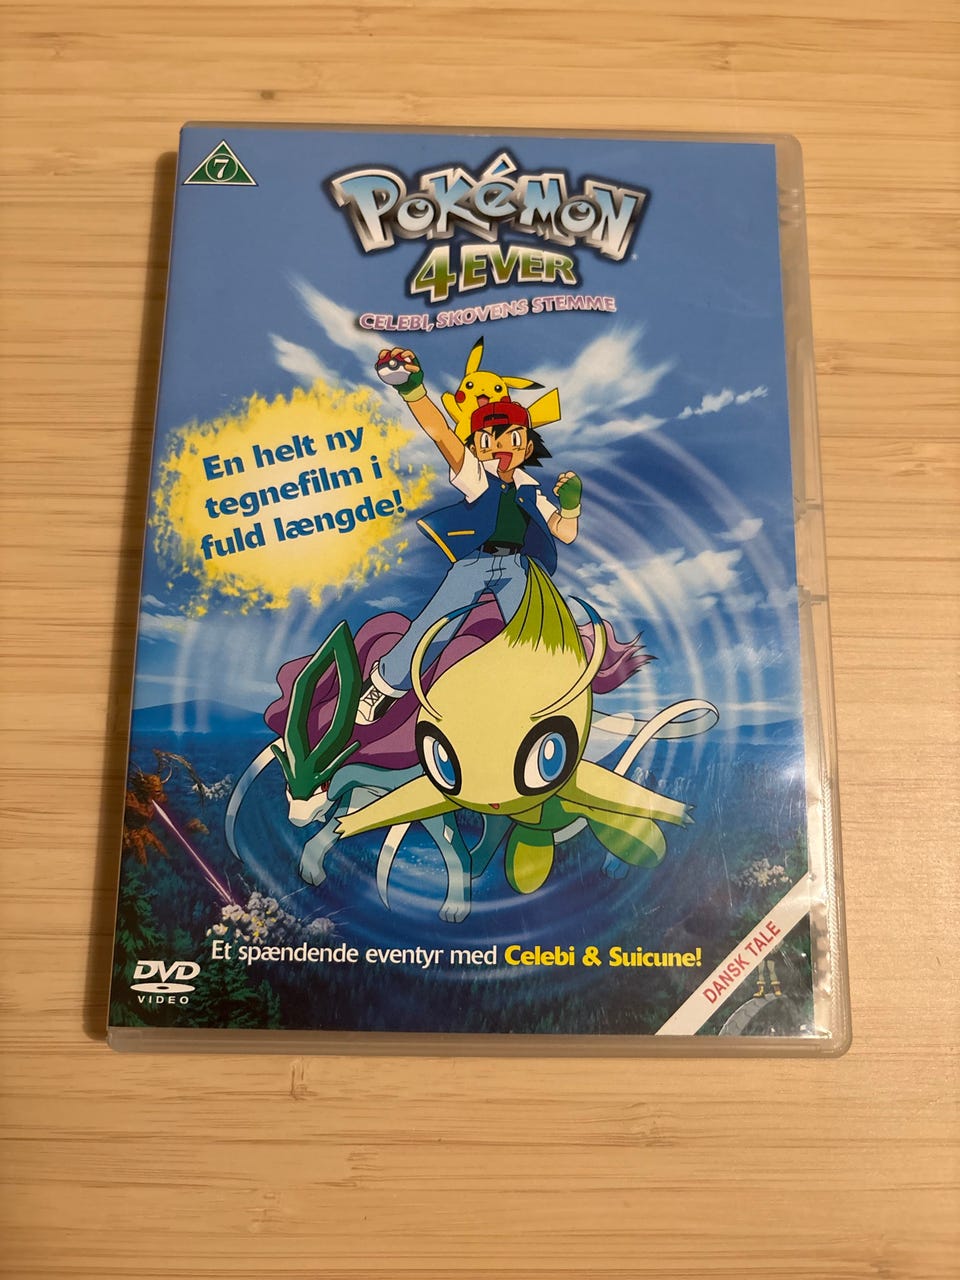 7
POKéMON
4EVER
CELEBI, SKOVENS STEMME
En helt ny
tegnefilm i
fuld længde!
Et spændende eventyr med Celebi & Suicune!
DVD
VIDEO
DANSK TALE